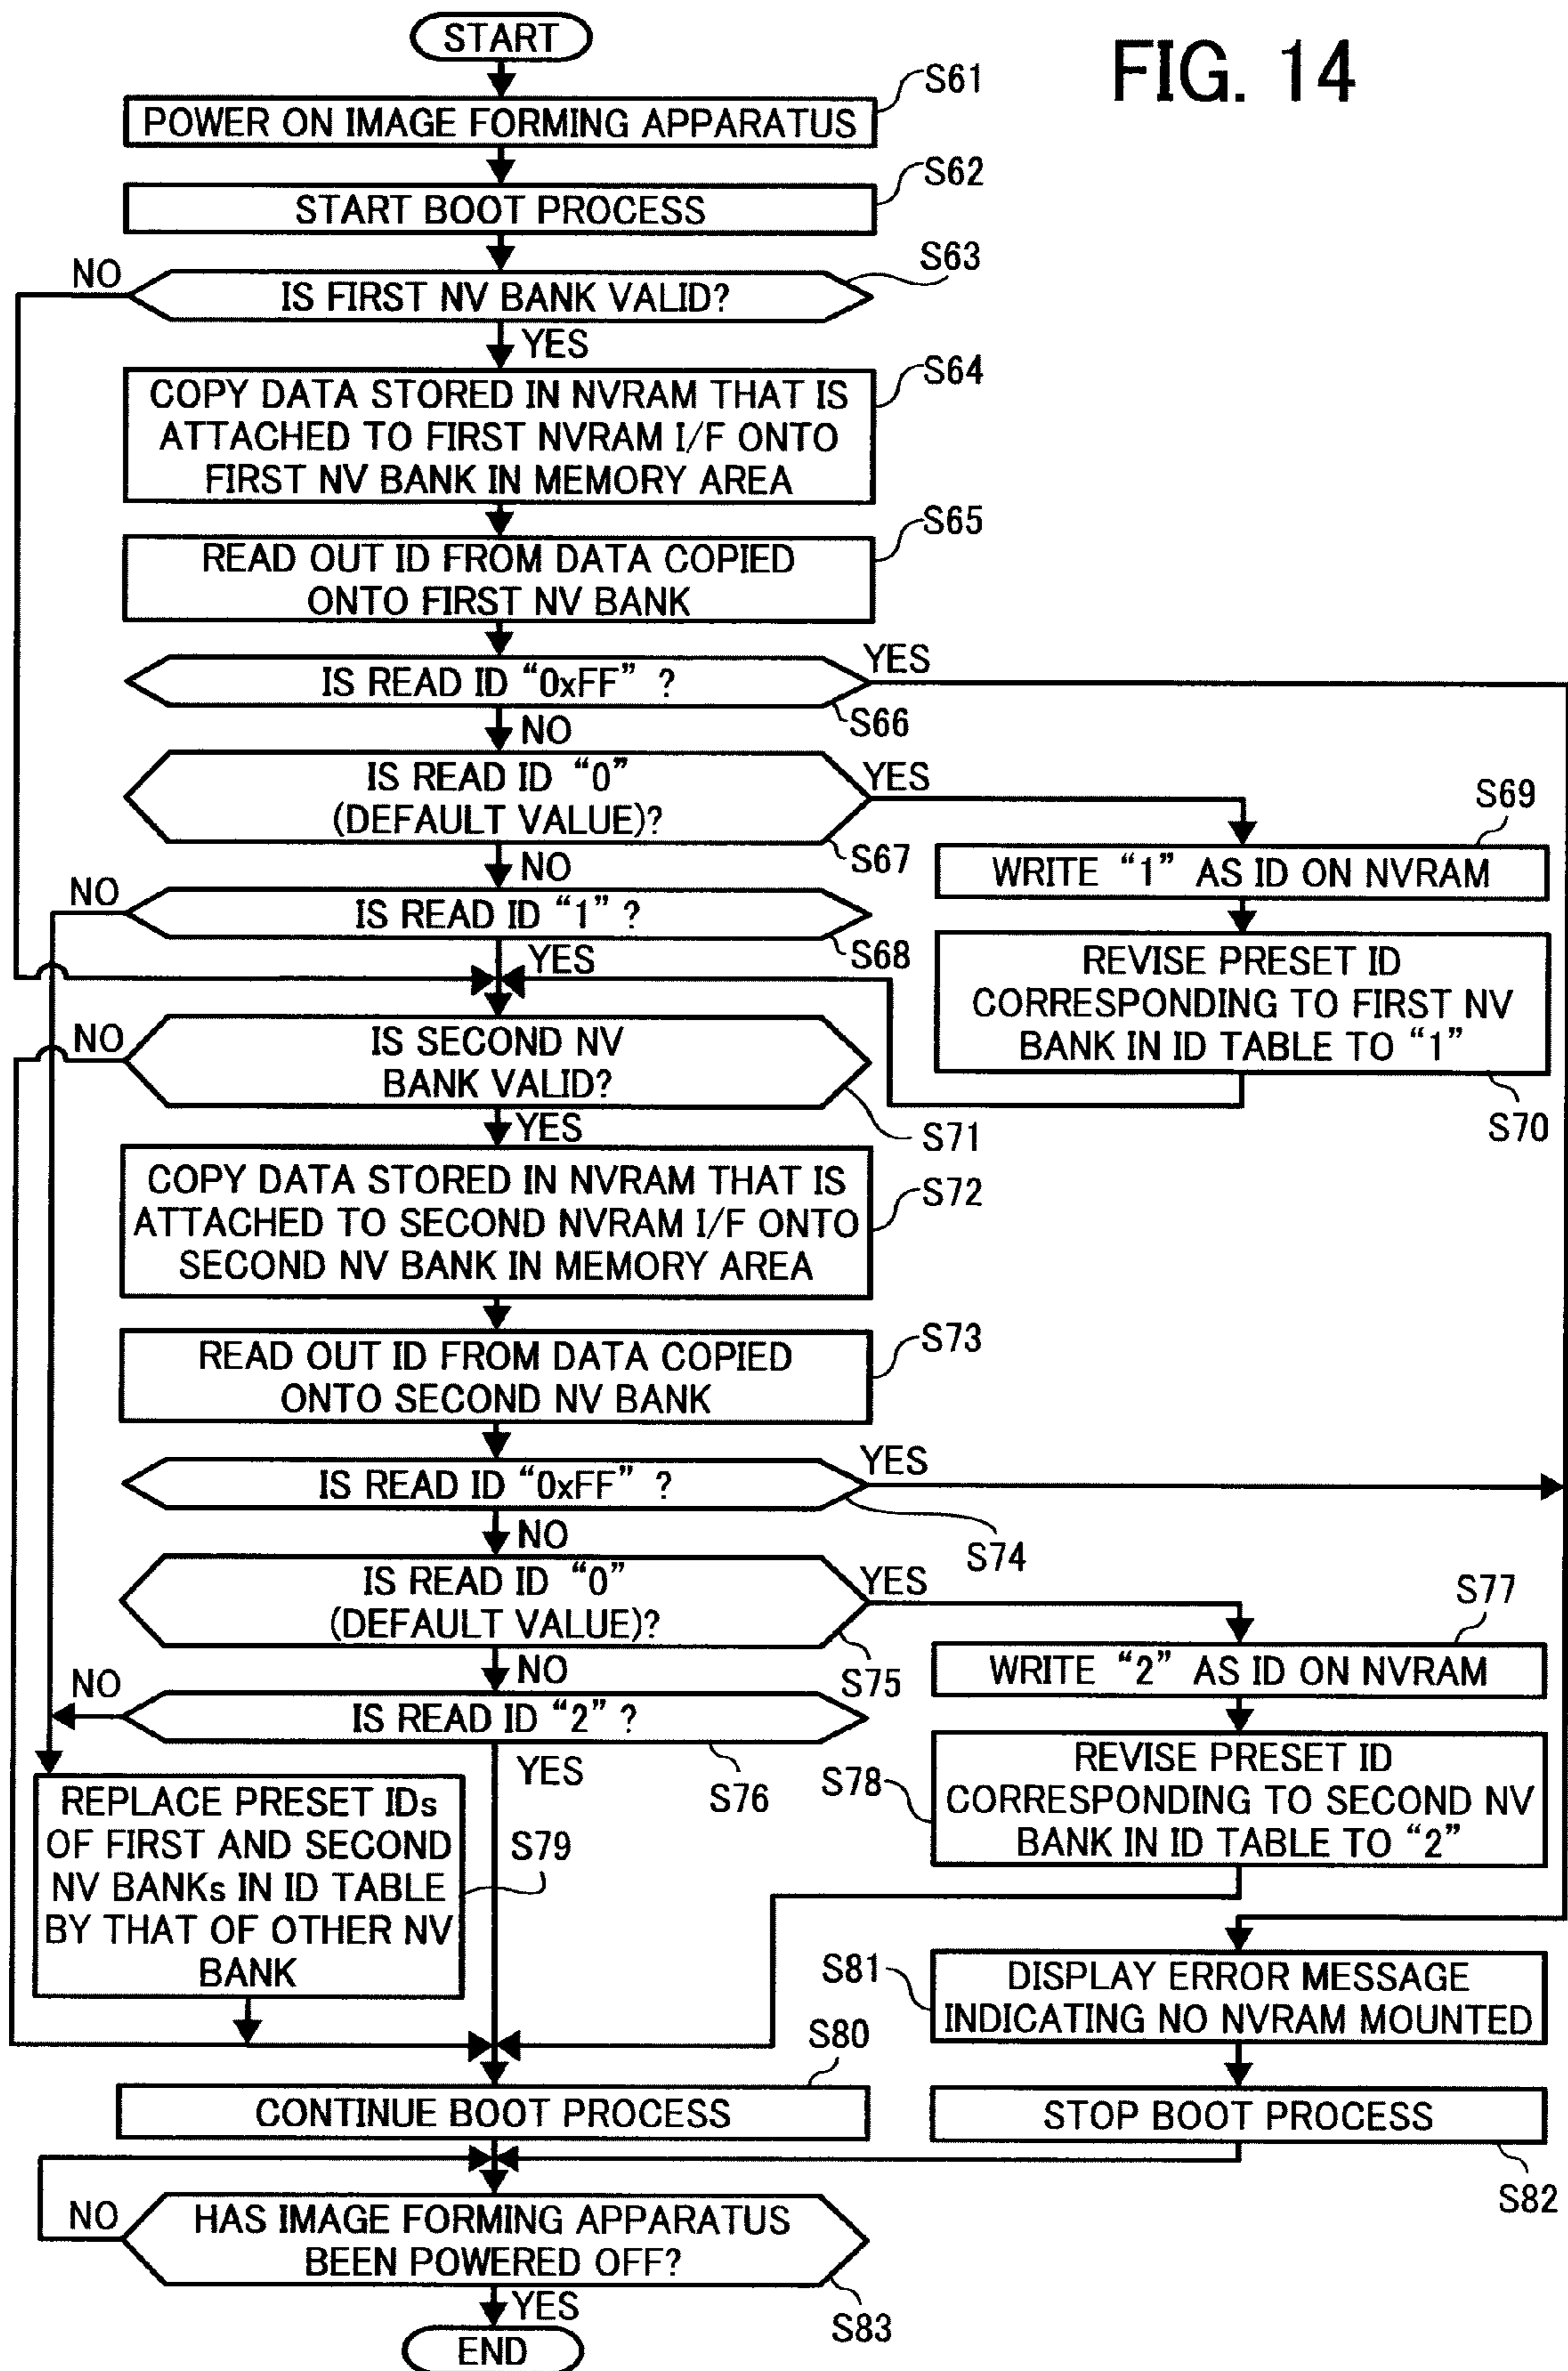 START
FIG. 14
S61
POWER ON IMAGE FORMING APPARATUS
S62
START BOOT PROCESS
S63
NO
IS FIRST NV BANK VALID?
YES
S64
COPY DATA STORED IN NVRAM THAT IS
ATTACHED TO FIRST NVRAM I/F ONTO
FIRST NV BANK IN MEMORY AREA
S65
READ OUT ID FROM DATA COPIED
ONTO FIRST NV BANK
YES
IS READ ID “0xFF” ?
S66
NO
IS READ ID “0”
(DEFAULT VALUE)?
YES
S67
NO
S69
WRITE “1” AS ID ON NVRAM
NO
IS READ ID “1” ?
S68
YES
REVISE PRESET ID
CORRESPONDING TO FIRST NV
BANK IN ID TABLE TO “1”
S70
NO
IS SECOND NV
BANK VALID?
S71
YES
COPY DATA STORED IN NVRAM THAT IS
ATTACHED TO SECOND NVRAM I/F ONTO
SECOND NV BANK IN MEMORY AREA
S72
S73
READ OUT ID FROM DATA COPIED
ONTO SECOND NV BANK
YES
IS READ ID “0xFF” ?
S74
NO
IS READ ID “0”
(DEFAULT VALUE)?
YES
S75
NO
S77
WRITE “2” AS ID ON NVRAM
NO
IS READ ID “2” ?
S76
YES
S78
REVISE PRESET ID
CORRESPONDING TO SECOND NV
BANK IN ID TABLE TO “2”
REPLACE PRESET IDs
OF FIRST AND SECOND
NV BANKs IN ID TABLE
BY THAT OF OTHER NV
BANK
S79
S81
DISPLAY ERROR MESSAGE
INDICATING NO NVRAM MOUNTED
S80
CONTINUE BOOT PROCESS
STOP BOOT PROCESS
S82
NO
HAS IMAGE FORMING APPARATUS
BEEN POWERED OFF?
S83
YES
END